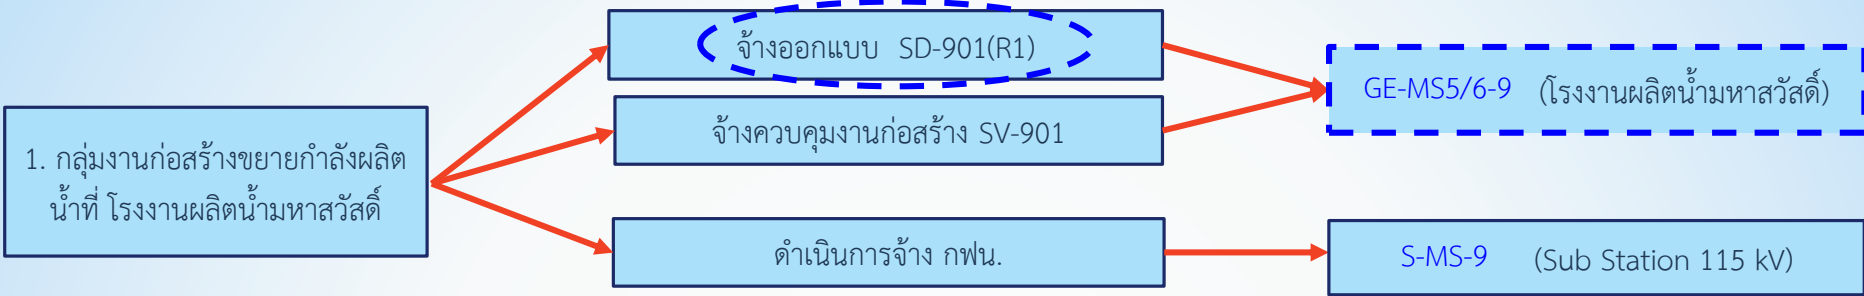 1. กลุ่มงานก่อสร้างขยายกำลังผลิต
น้ำที่ โรงงานผลิตน้ำมหาสวัสดิ์
จ้างออกแบบ SD-901(R1)
จ้างควบคุมงานก่อสร้าง SV-901
ดำเนินการจ้าง กฟน.
GE-MS5/6-9 (โรงงานผลิตน้ำมหาสวัสดิ์)
S-MS-9 (Sub Station 115 kV)